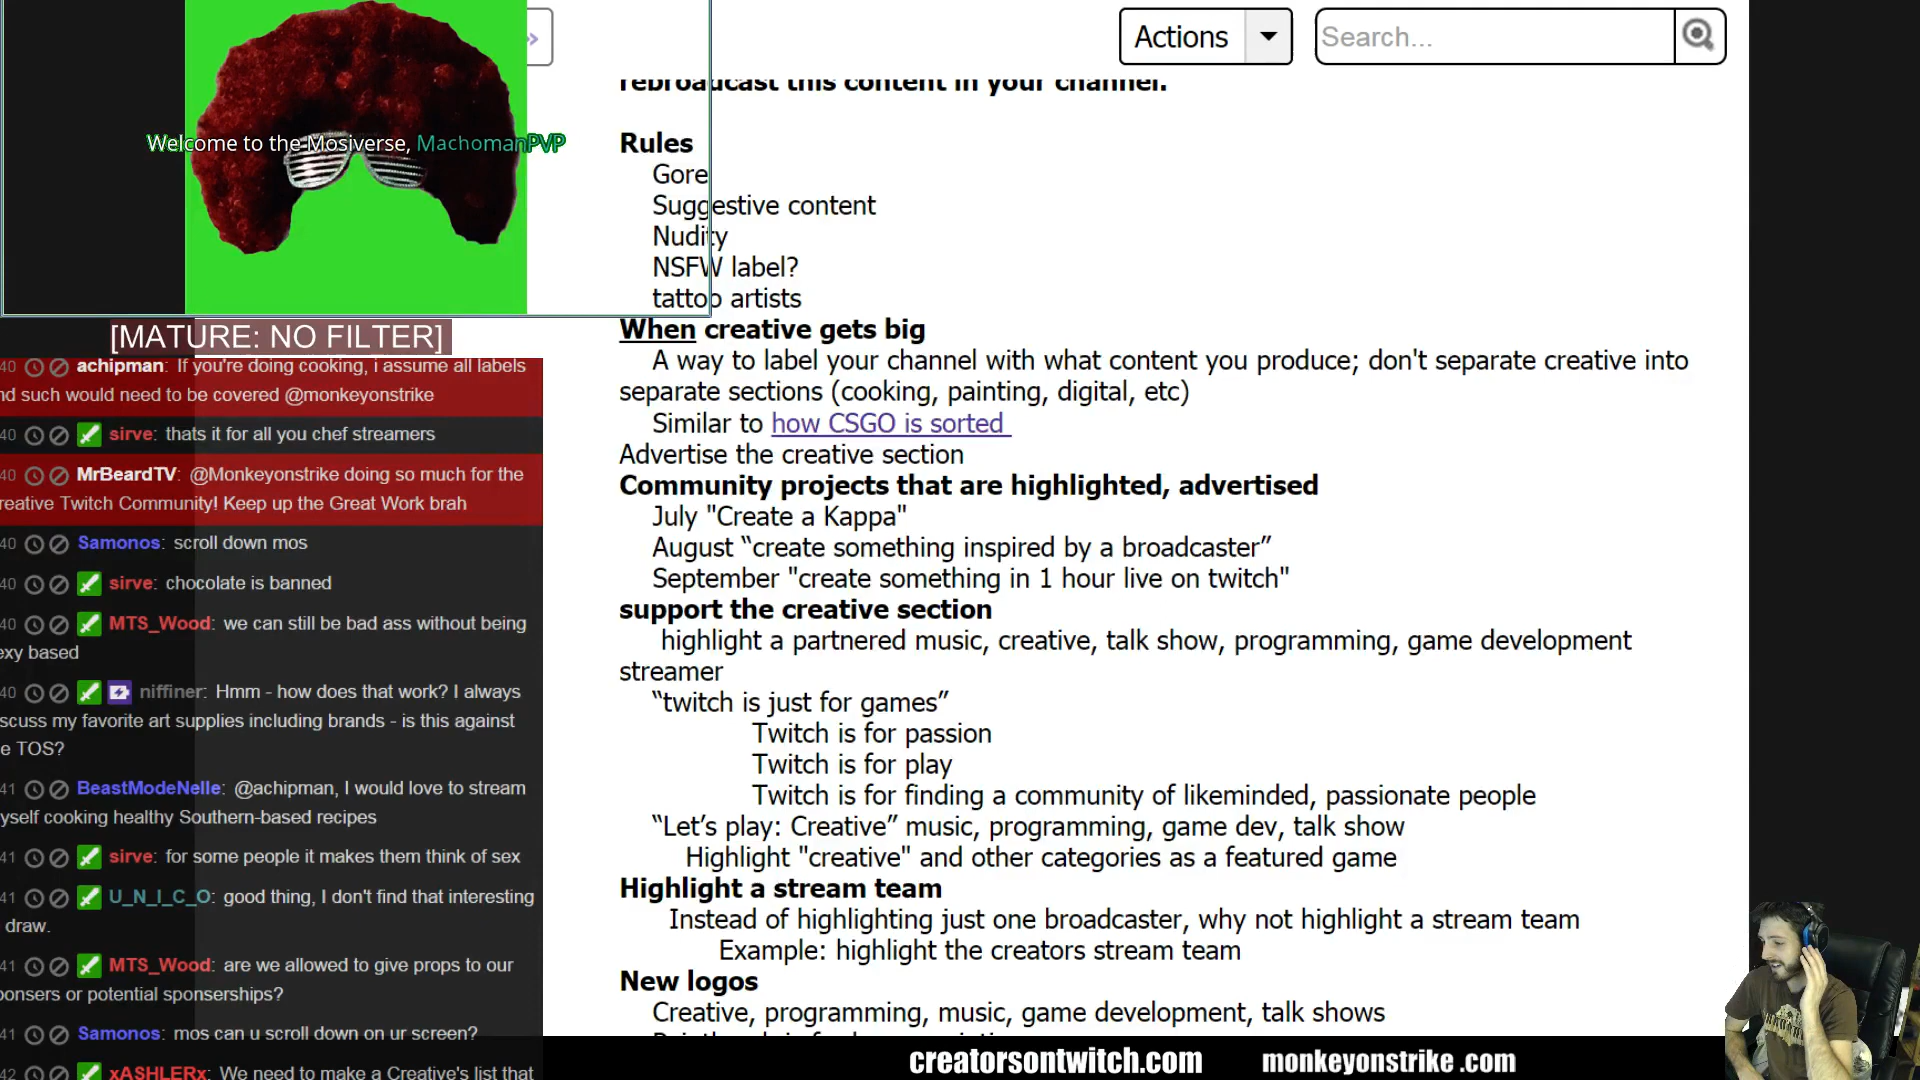 »
Actions
Search...
Welcome to the Mosiverse, MachomanPVP
[MATURE: NO FILTER]
40 achipman: If you're doing cooking, i assume all labels
nd such would need to be covered @monkeyonstrike
40 sirve: thats it for all you chef streamers
40 MrBeardTV: @Monkeyonstrike doing so much for the
reative Twitch Community! Keep up the Great Work brah
40 Samonos: scroll down mos
40 sirve: chocolate is banned
40 MTS_Wood: we can still be bad ass without being
exy based
40 niffiner: Hmm - how does that work? I always
scuss my favorite art supplies including brands - is this against
e TOS?
41 BeastModeNelle: @achipman, I would love to stream
yself cooking healthy Southern-based recipes
41 sirve: for some people it makes them think of sex
41 U_N_I_C_O: good thing, I don't find that interesting
draw.
41 MTS_Wood: are we allowed to give props to our
ponsers or potential sponserships?
41 Samonos: mos can u scroll down on ur screen?
42 xASHLERx: We need to make a Creative's list that
rebroadcast this content in your channel.
Rules
Gore
Suggestive content
Nudity
NSFW label?
tattoo artists
When creative gets big
A way to label your channel with what content you produce; don't separate creative into
separate sections (cooking, painting, digital, etc)
Similar to how CSGO is sorted
Advertise the creative section
Community projects that are highlighted, advertised
July "Create a Kappa"
August “create something inspired by a broadcaster”
September "create something in 1 hour live on twitch"
support the creative section
highlight a partnered music, creative, talk show, programming, game development
streamer
“twitch is just for games”
Twitch is for passion
Twitch is for play
Twitch is for finding a community of likeminded, passionate people
“Let’s play: Creative” music, programming, game dev, talk show
Highlight "creative" and other categories as a featured game
Highlight a stream team
Instead of highlighting just one broadcaster, why not highlight a stream team
Example: highlight the creators stream team
New logos
Creative, programming, music, game development, talk shows
creatorsontwitch.com
monkeyonstrike .com